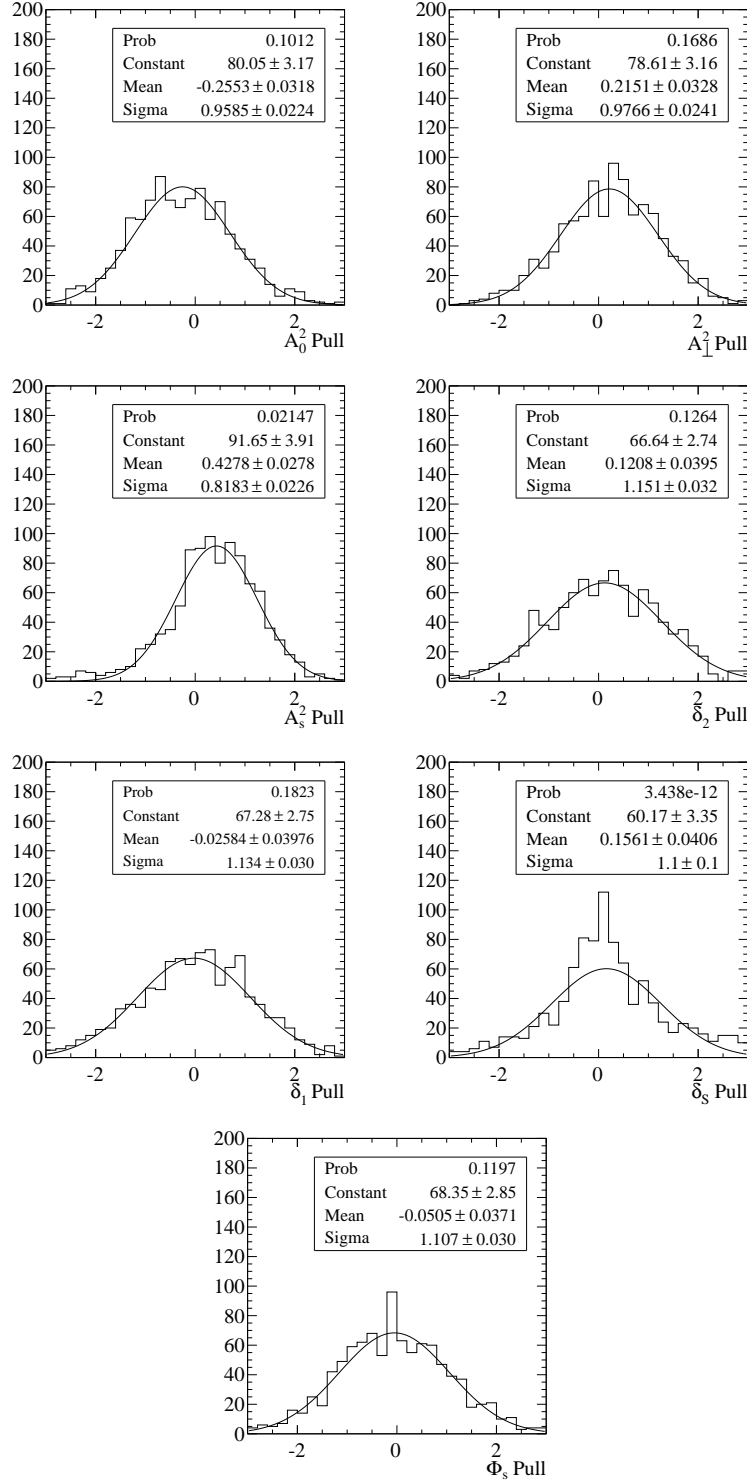 200
180
160
140
120
100
80
60
40
20
0
Prob 0.1012
Constant 80.05 ± 3.17
Mean -0.2553 ± 0.0318
Sigma 0.9585 ± 0.0224
-2 0 2
A₀² Pull
200
180
160
140
120
100
80
60
40
20
0
Prob 0.1686
Constant 78.61 ± 3.16
Mean 0.2151 ± 0.0328
Sigma 0.9766 ± 0.0241
-2 0 2
A⊥² Pull
200
180
160
140
120
100
80
60
40
20
0
Prob 0.02147
Constant 91.65 ± 3.91
Mean 0.4278 ± 0.0278
Sigma 0.8183 ± 0.0226
-2 0 2
Aₛ² Pull
200
180
160
140
120
100
80
60
40
20
0
Prob 0.1264
Constant 66.64 ± 2.74
Mean 0.1208 ± 0.0395
Sigma 1.151 ± 0.032
-2 0 2
δ₂ Pull
200
180
160
140
120
100
80
60
40
20
0
Prob 0.1823
Constant 67.28 ± 2.75
Mean -0.02584 ± 0.03976
Sigma 1.134 ± 0.030
-2 0 2
δ₁ Pull
200
180
160
140
120
100
80
60
40
20
0
Prob 3.438e-12
Constant 60.17 ± 3.35
Mean 0.1561 ± 0.0406
Sigma 1.1 ± 0.1
-2 0 2
δ_S Pull
200
180
160
140
120
100
80
60
40
20
0
Prob 0.1197
Constant 68.35 ± 2.85
Mean -0.0505 ± 0.0371
Sigma 1.107 ± 0.030
-2 0 2
Φₛ Pull